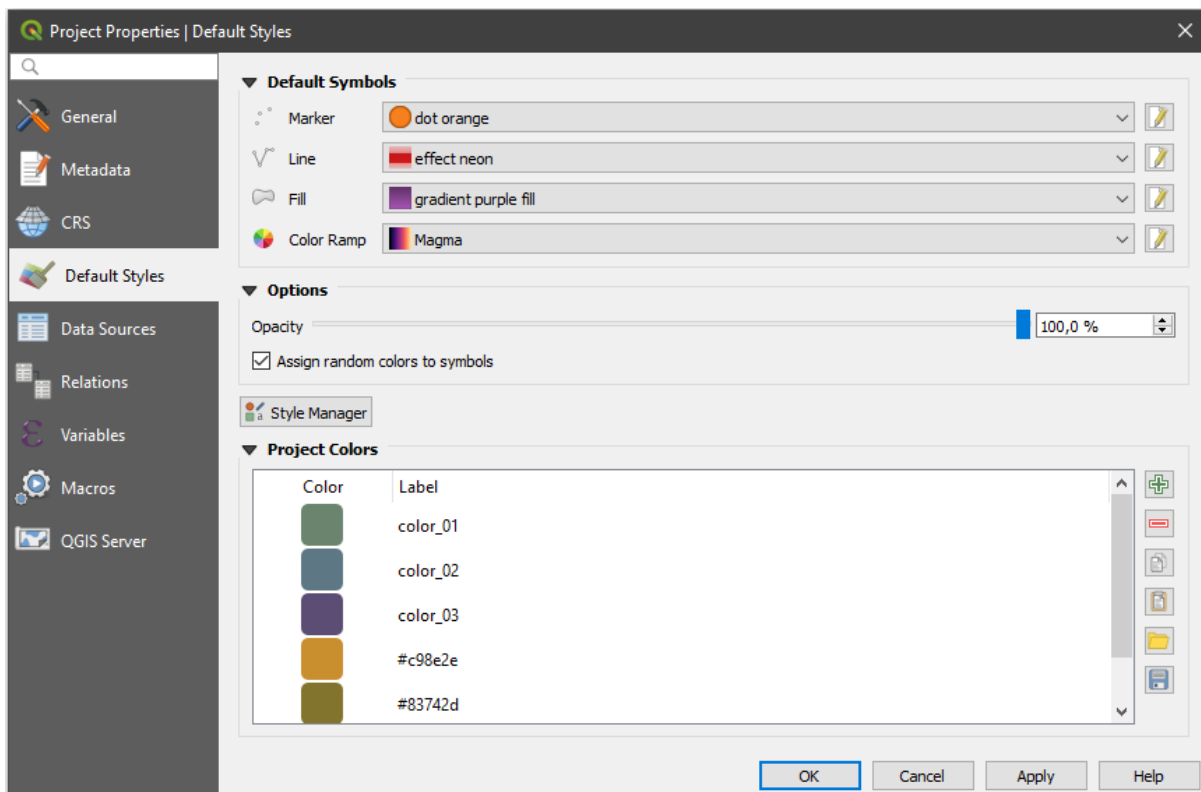 Project Properties | Default Styles
General
Metadata
CRS
Default Styles
Data Sources
Relations
Variables
Macros
QGIS Server
Default Symbols
Marker dot orange
Line effect neon
Fill gradient purple fill
Color Ramp Magma
Options
Opacity 100,0 %
Assign random colors to symbols
Style Manager
Project Colors
Color Label
color_01
color_02
color_03
#c98e2e
#83742d
OK Cancel Apply Help